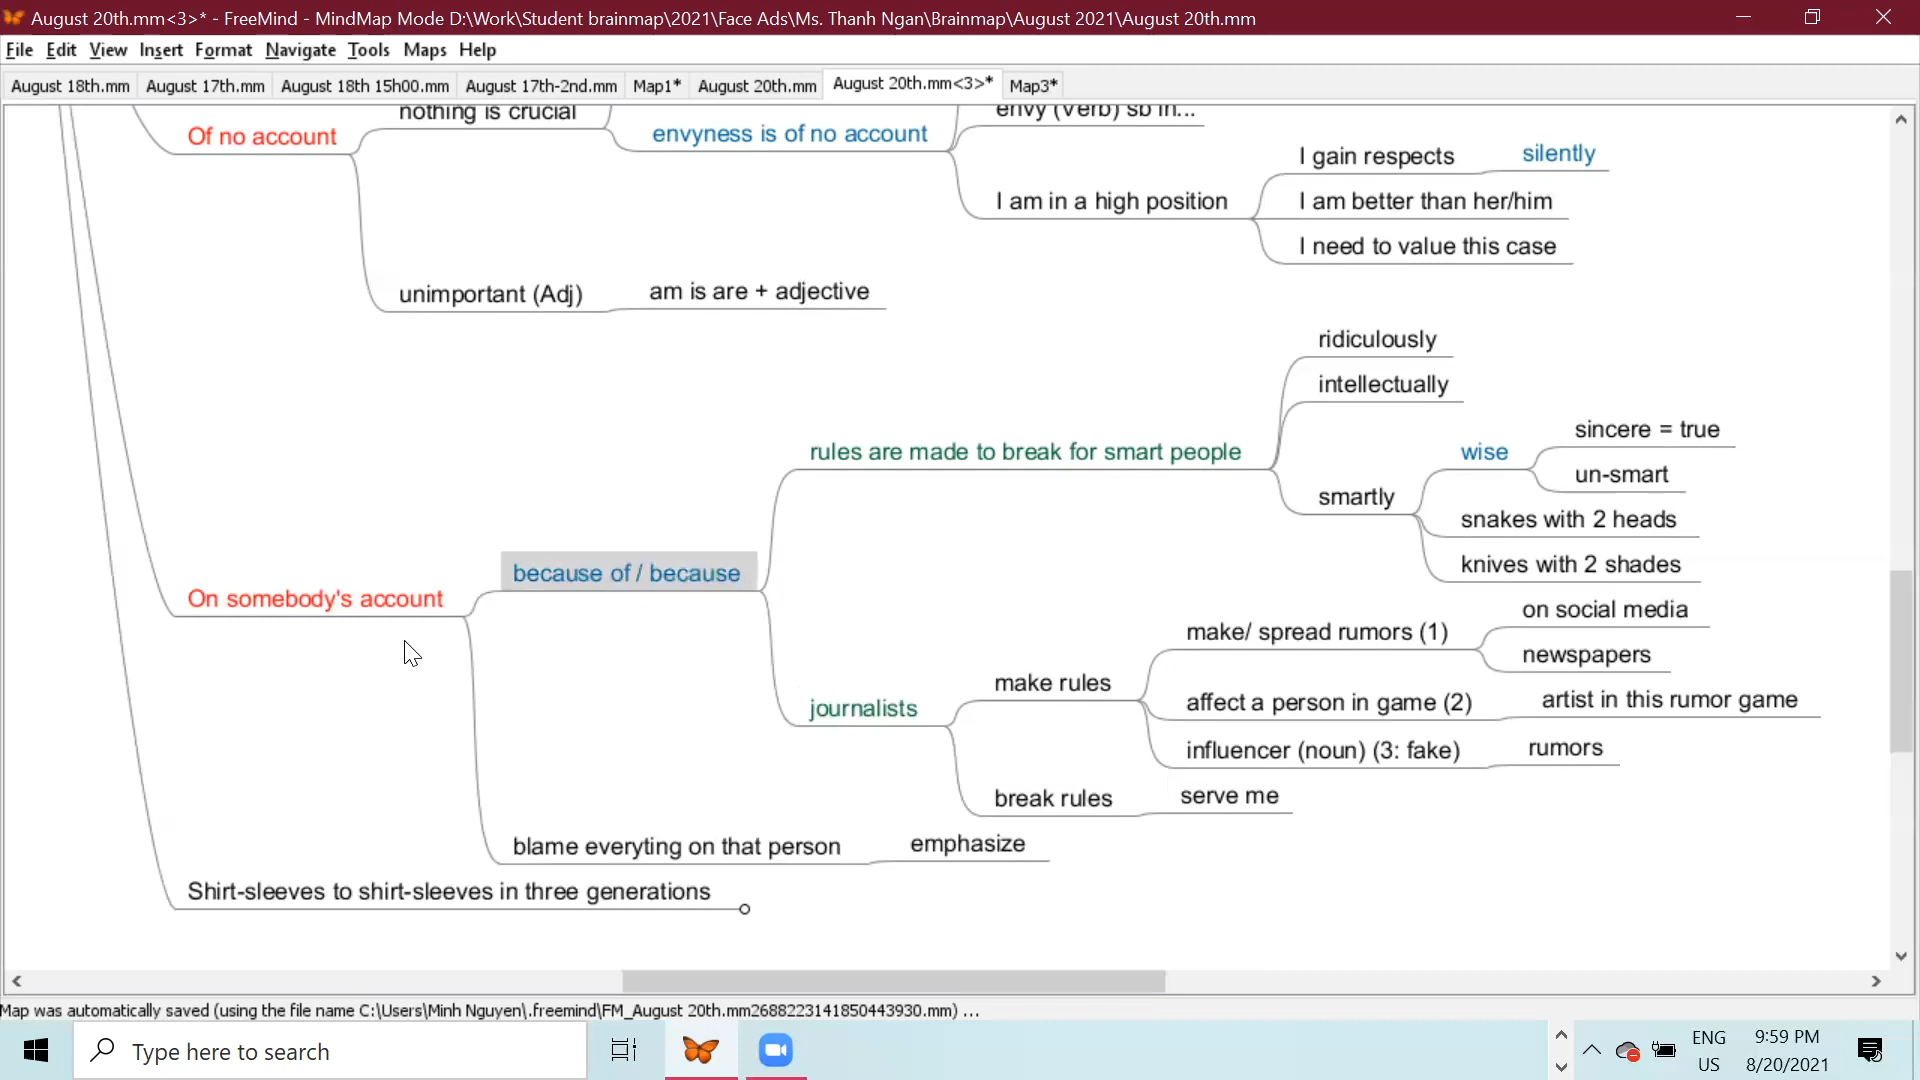 August 20th.mm<3>* - FreeMind - MindMap Mode D:\Work\Student brainmap\2021\Face Ads\Ms. Thanh Ngan\Brainmap\August 2021\August 20th.mm
File Edit View Insert Format Navigate Tools Maps Help
August 18th.mm August 17th.mm August 18th 15h00.mm August 17th-2nd.mm Map1* August 20th.mm August 20th.mm<3>* Map3*
nothing is crucial
envy (Verb) sb in...
Of no account
envyness is of no account
I gain respects silently
I am in a high position
I am better than her/him
I need to value this case
unimportant (Adj) am is are + adjective
ridiculously
intellectually
rules are made to break for smart people
sincere = true
wise
un-smart
smartly
snakes with 2 heads
knives with 2 shades
because of / because
On somebody's account
on social media
make/ spread rumors (1)
newspapers
make rules
affect a person in game (2) artist in this rumor game
journalists
influencer (noun) (3: fake) rumors
break rules serve me
blame everyting on that person emphasize
Shirt-sleeves to shirt-sleeves in three generations
Map was automatically saved (using the file name C:\Users\Minh Nguyen\.freemind\FM_August 20th.mm2688223141850443930.mm) ...
Type here to search
ENG
US
9:59 PM
8/20/2021